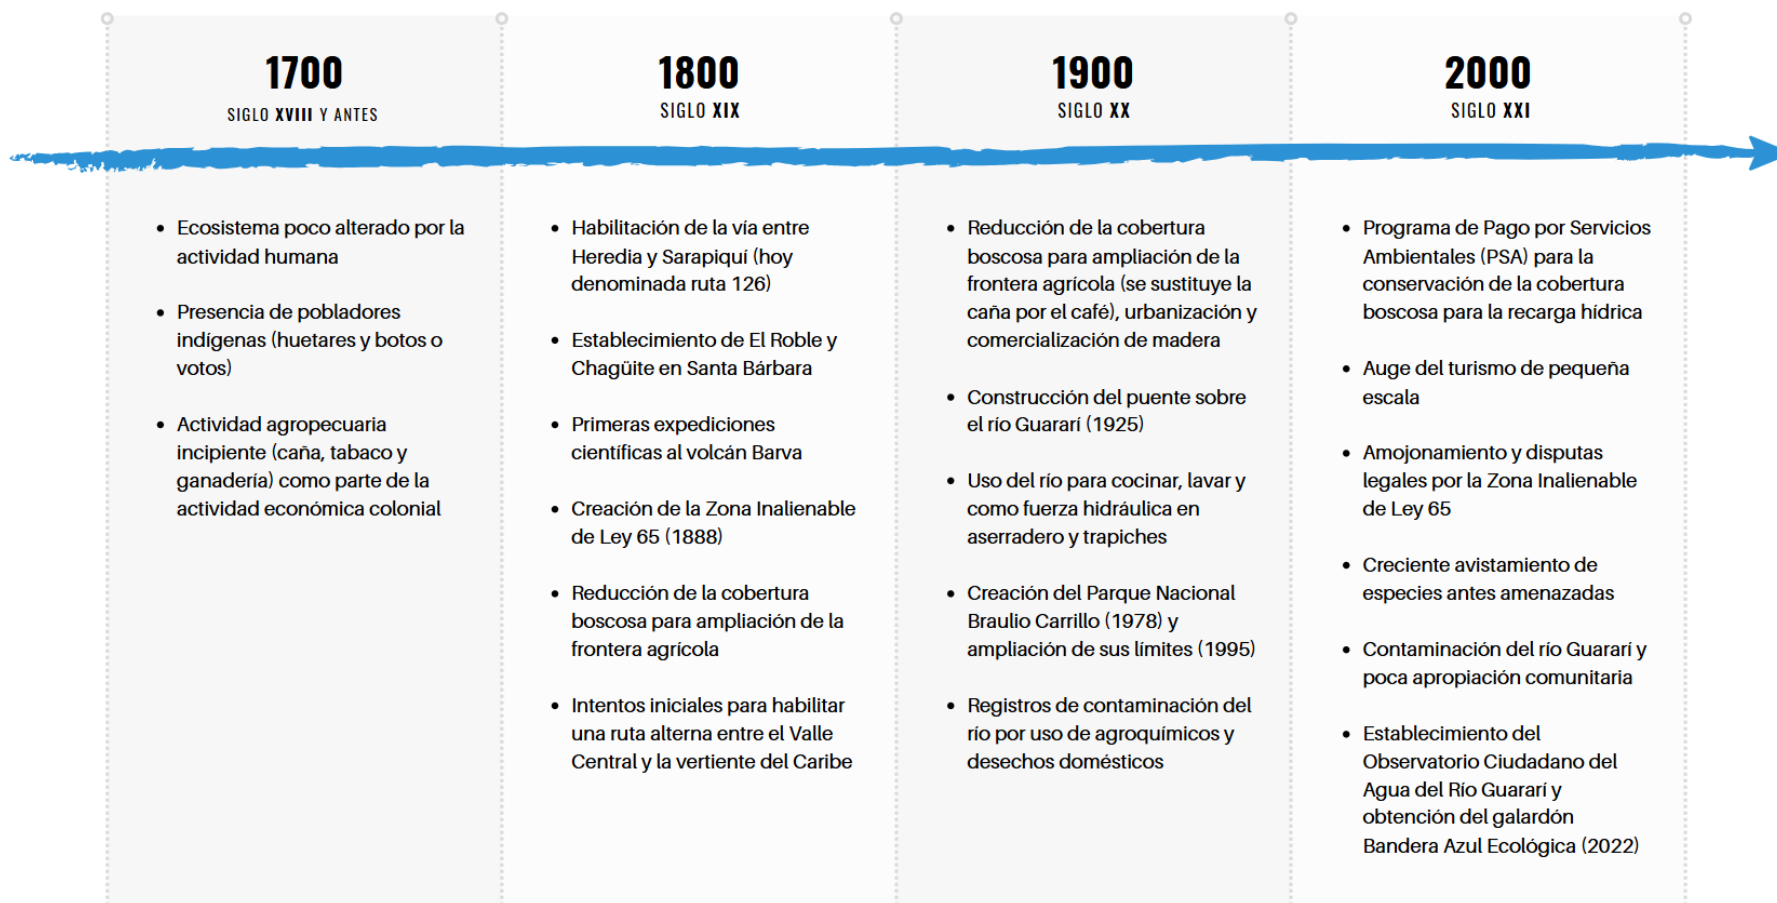 1700
SIGLO XVIII Y ANTES
• Ecosistema poco alterado por la
actividad humana
• Presencia de pobladores
indígenas (huetares y botos o
votos)
• Actividad agropecuaria
incipiente (caña, tabaco y
ganadería) como parte de la
actividad económica colonial
1800
SIGLO XIX
• Habilitación de la vía entre
Heredia y Sarapiquí (hoy
denominada ruta 126)
• Establecimiento de El Roble y
Chagüite en Santa Bárbara
• Primeras expediciones
científicas al volcán Barva
• Creación de la Zona Inalienable
de Ley 65 (1888)
• Reducción de la cobertura
boscosa para ampliación de la
frontera agrícola
• Intentos iniciales para habilitar
una ruta alterna entre el Valle
Central y la vertiente del Caribe
1900
SIGLO XX
• Reducción de la cobertura
boscosa para ampliación de la
frontera agrícola (se sustituye la
caña por el café), urbanización y
comercialización de madera
• Construcción del puente sobre
el río Guararí (1925)
• Uso del río para cocinar, lavar y
como fuerza hidráulica en
aserradero y trapiches
• Creación del Parque Nacional
Braulio Carrillo (1978) y
ampliación de sus límites (1995)
• Registros de contaminación del
río por uso de agroquímicos y
desechos domésticos
2000
SIGLO XXI
• Programa de Pago por Servicios
Ambientales (PSA) para la
conservación de la cobertura
boscosa para la recarga hídrica
• Auge del turismo de pequeña
escala
• Amojonamiento y disputas
legales por la Zona Inalienable
de Ley 65
• Creciente avistamiento de
especies antes amenazadas
• Contaminación del río Guararí y
poca apropiación comunitaria
• Establecimiento del
Observatorio Ciudadano del
Agua del Río Guararí y
obtención del galardón
Bandera Azul Ecológica (2022)